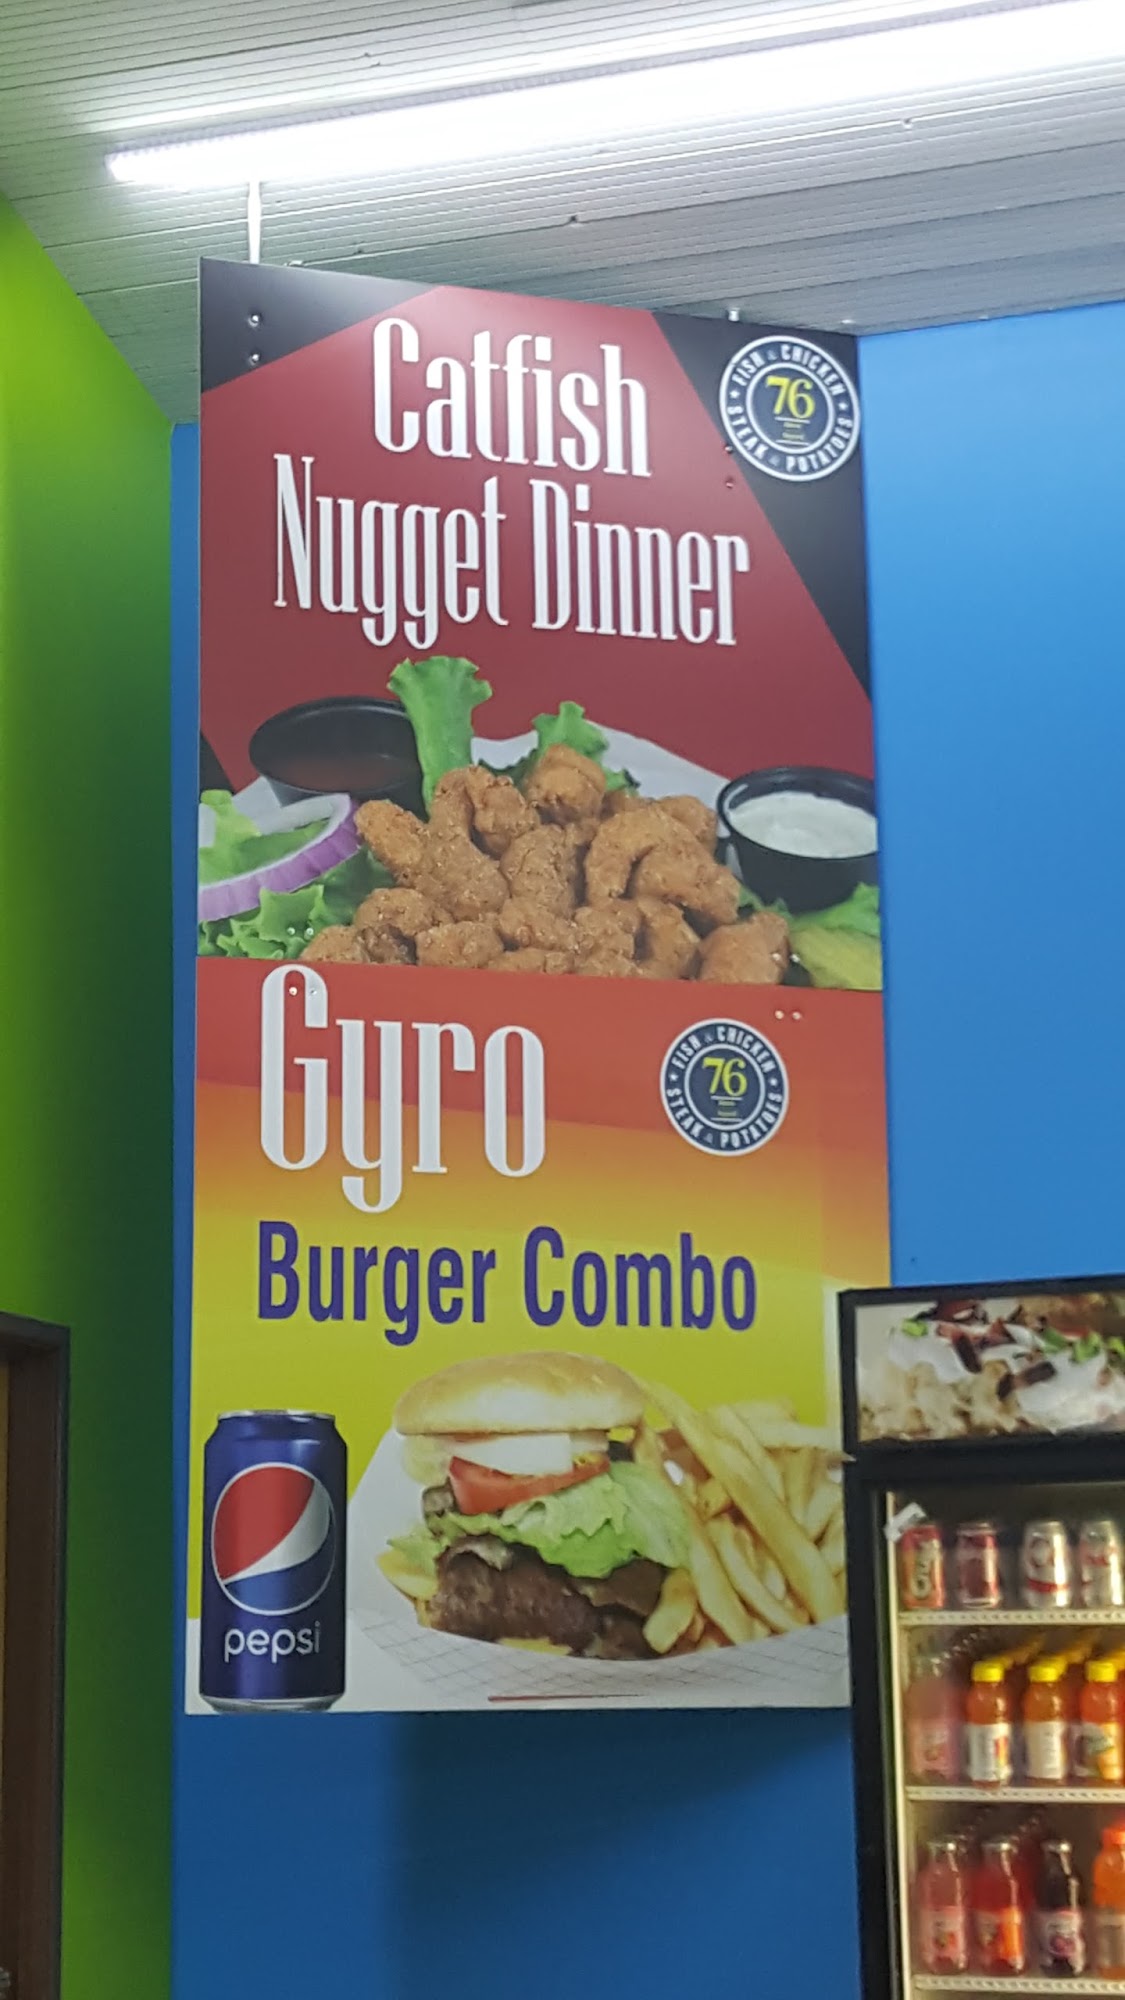 Catfish
Nugget Dinner
FISH & CHICKEN
76
STEAK & POTATOES
Gyro
FISH & CHICKEN
76
STEAK & POTATOES
Burger Combo
pepsi